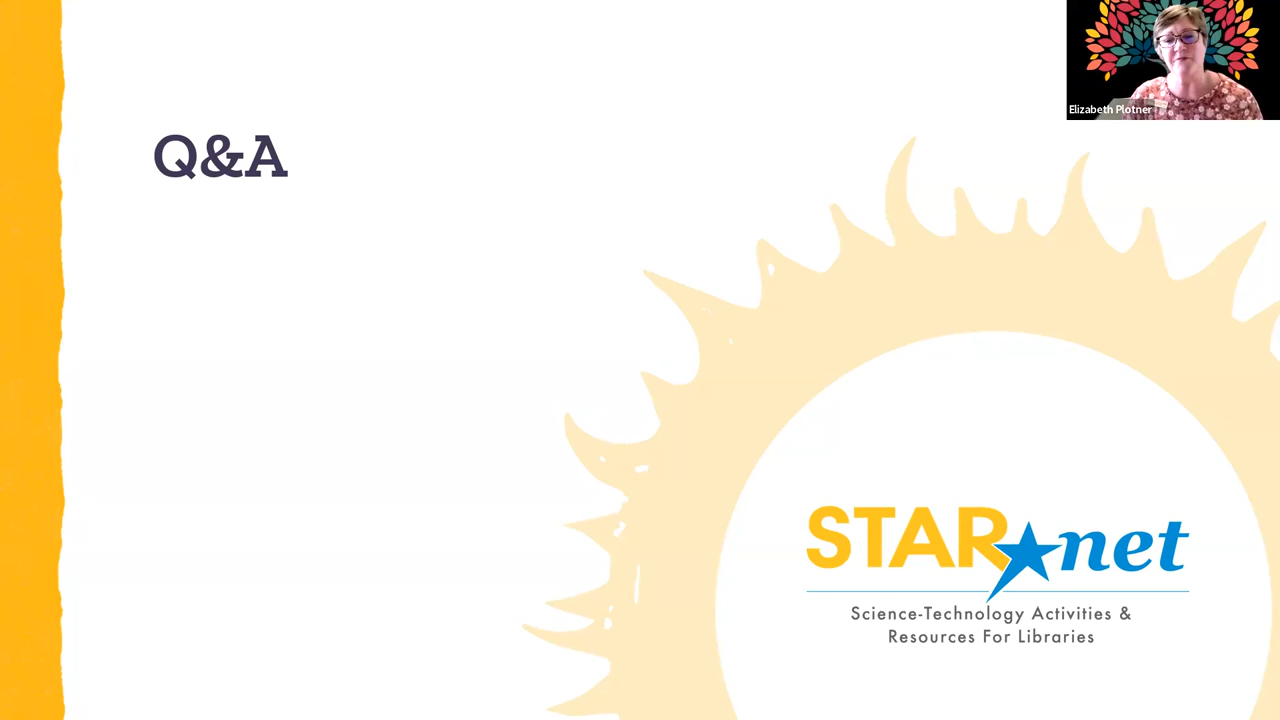 Elizabeth Plotner
Q&A
STAR net
Science-Technology Activities &
Resources For Libraries